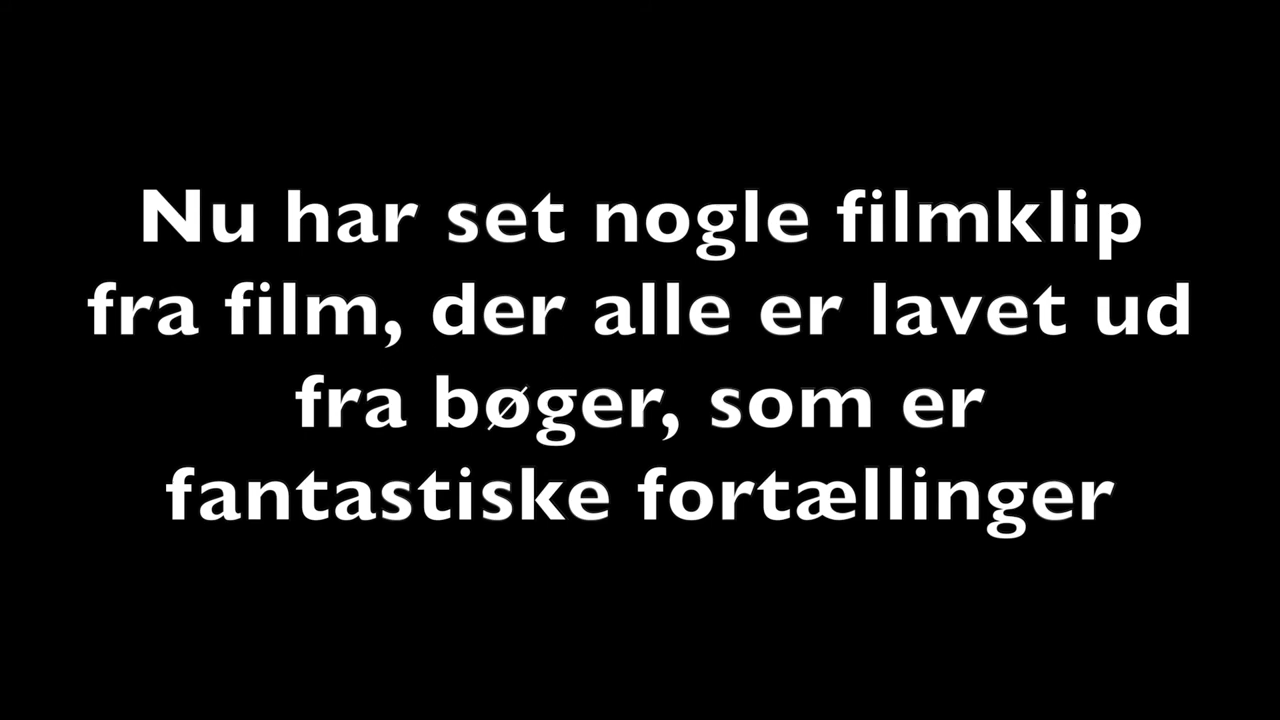 Nu har set nogle filmklip
fra film, der alle er lavet ud
fra bøger, som er
fantastiske fortællinger